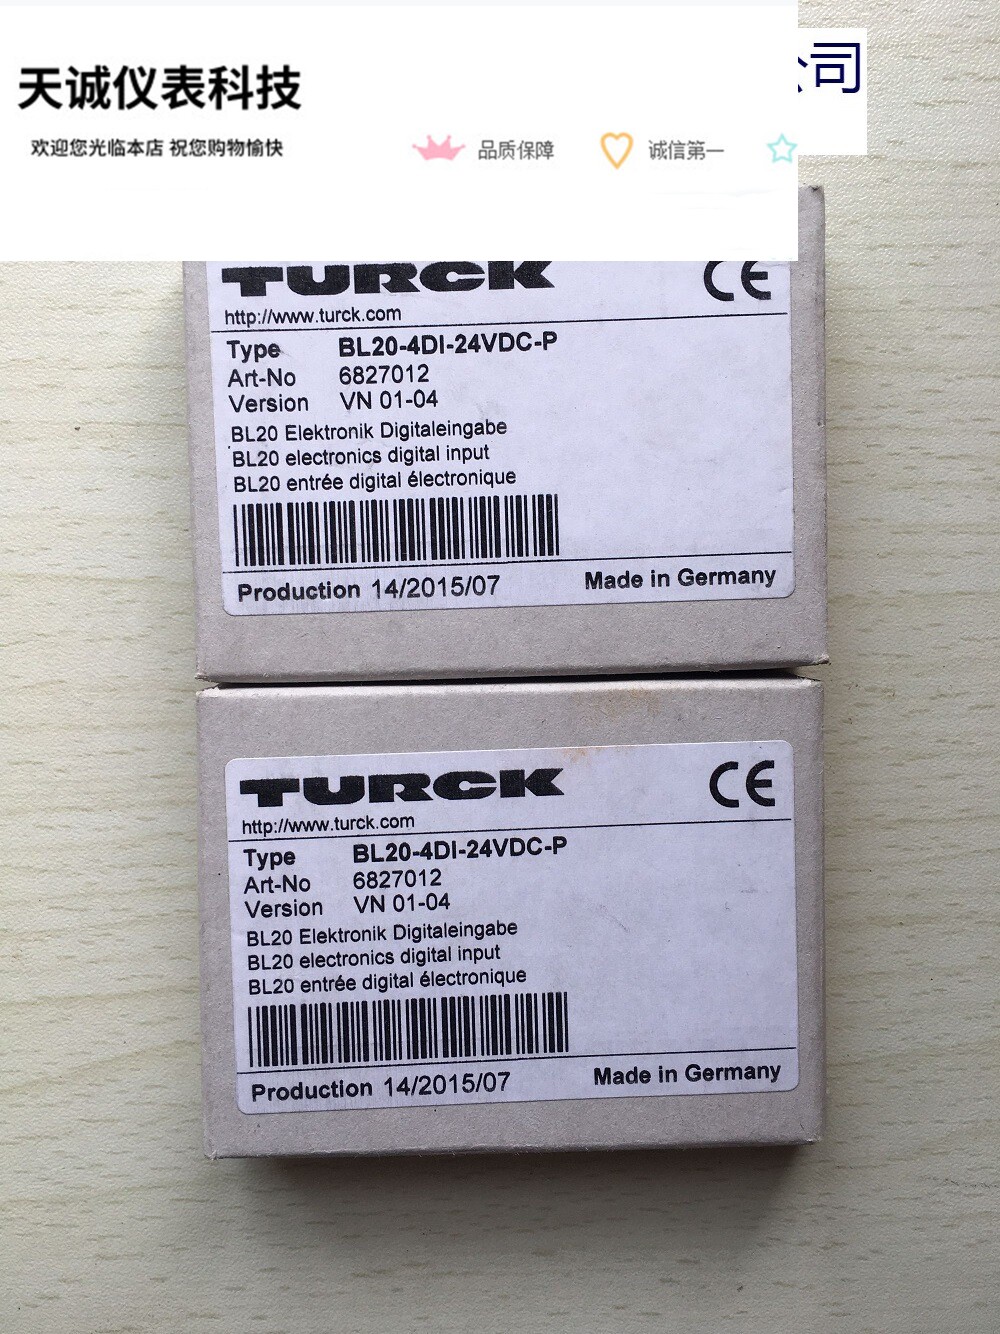 公司
天诚仪表科技
欢迎您光临本店 祝您购物愉快
品质保障
诚信第一
TURCK
CE
http://www.turck.com
Type BL20-4DI-24VDC-P
Art-No 6827012
Version VN 01-04
BL20 Elektronik Digitaleingabe
BL20 electronics digital input
BL20 entrée digital électronique
Production 14/2015/07
Made in Germany
TURCK
CE
http://www.turck.com
Type BL20-4DI-24VDC-P
Art-No 6827012
Version VN 01-04
BL20 Elektronik Digitaleingabe
BL20 electronics digital input
BL20 entrée digital électronique
Production 14/2015/07
Made in Germany